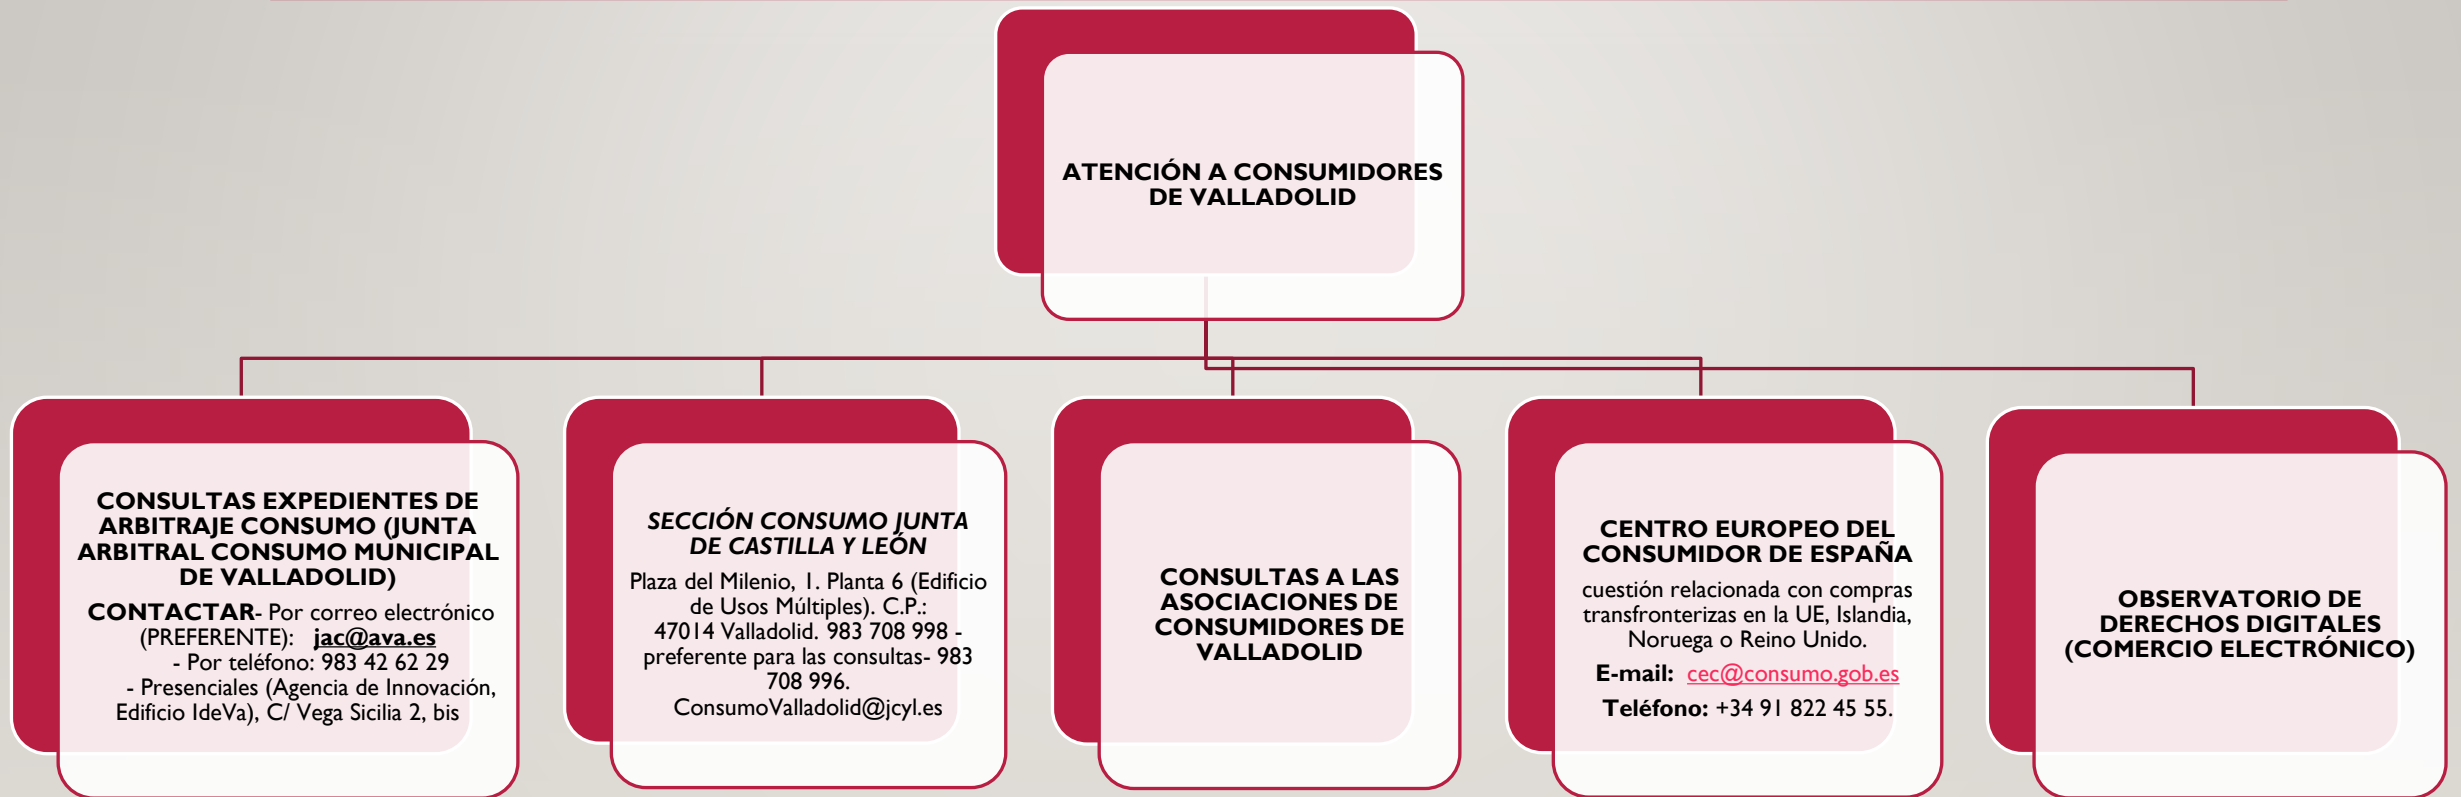 ATENCIÓN A CONSUMIDORES
DE VALLADOLID
CONSULTAS EXPEDIENTES DE
ARBITRAJE CONSUMO (JUNTA
ARBITRAL CONSUMO MUNICIPAL
DE VALLADOLID)
CONTACTAR- Por correo electrónico
(PREFERENTE): jac@ava.es
- Por teléfono: 983 42 62 29
- Presenciales (Agencia de Innovación,
Edificio IdeVa), C/ Vega Sicilia 2, bis
SECCIÓN CONSUMO JUNTA
DE CASTILLA Y LEÓN
Plaza del Milenio, 1. Planta 6 (Edificio
de Usos Múltiples). C.P.:
47014 Valladolid. 983 708 998 -
preferente para las consultas- 983
708 996.
ConsumoValladolid@jcyl.es
CONSULTAS A LAS
ASOCIACIONES DE
CONSUMIDORES DE
VALLADOLID
CENTRO EUROPEO DEL
CONSUMIDOR DE ESPAÑA
cuestión relacionada con compras
transfronterizas en la UE, Islandia,
Noruega o Reino Unido.
E-mail: cec@consumo.gob.es
Teléfono: +34 91 822 45 55.
OBSERVATORIO DE
DERECHOS DIGITALES
(COMERCIO ELECTRÓNICO)